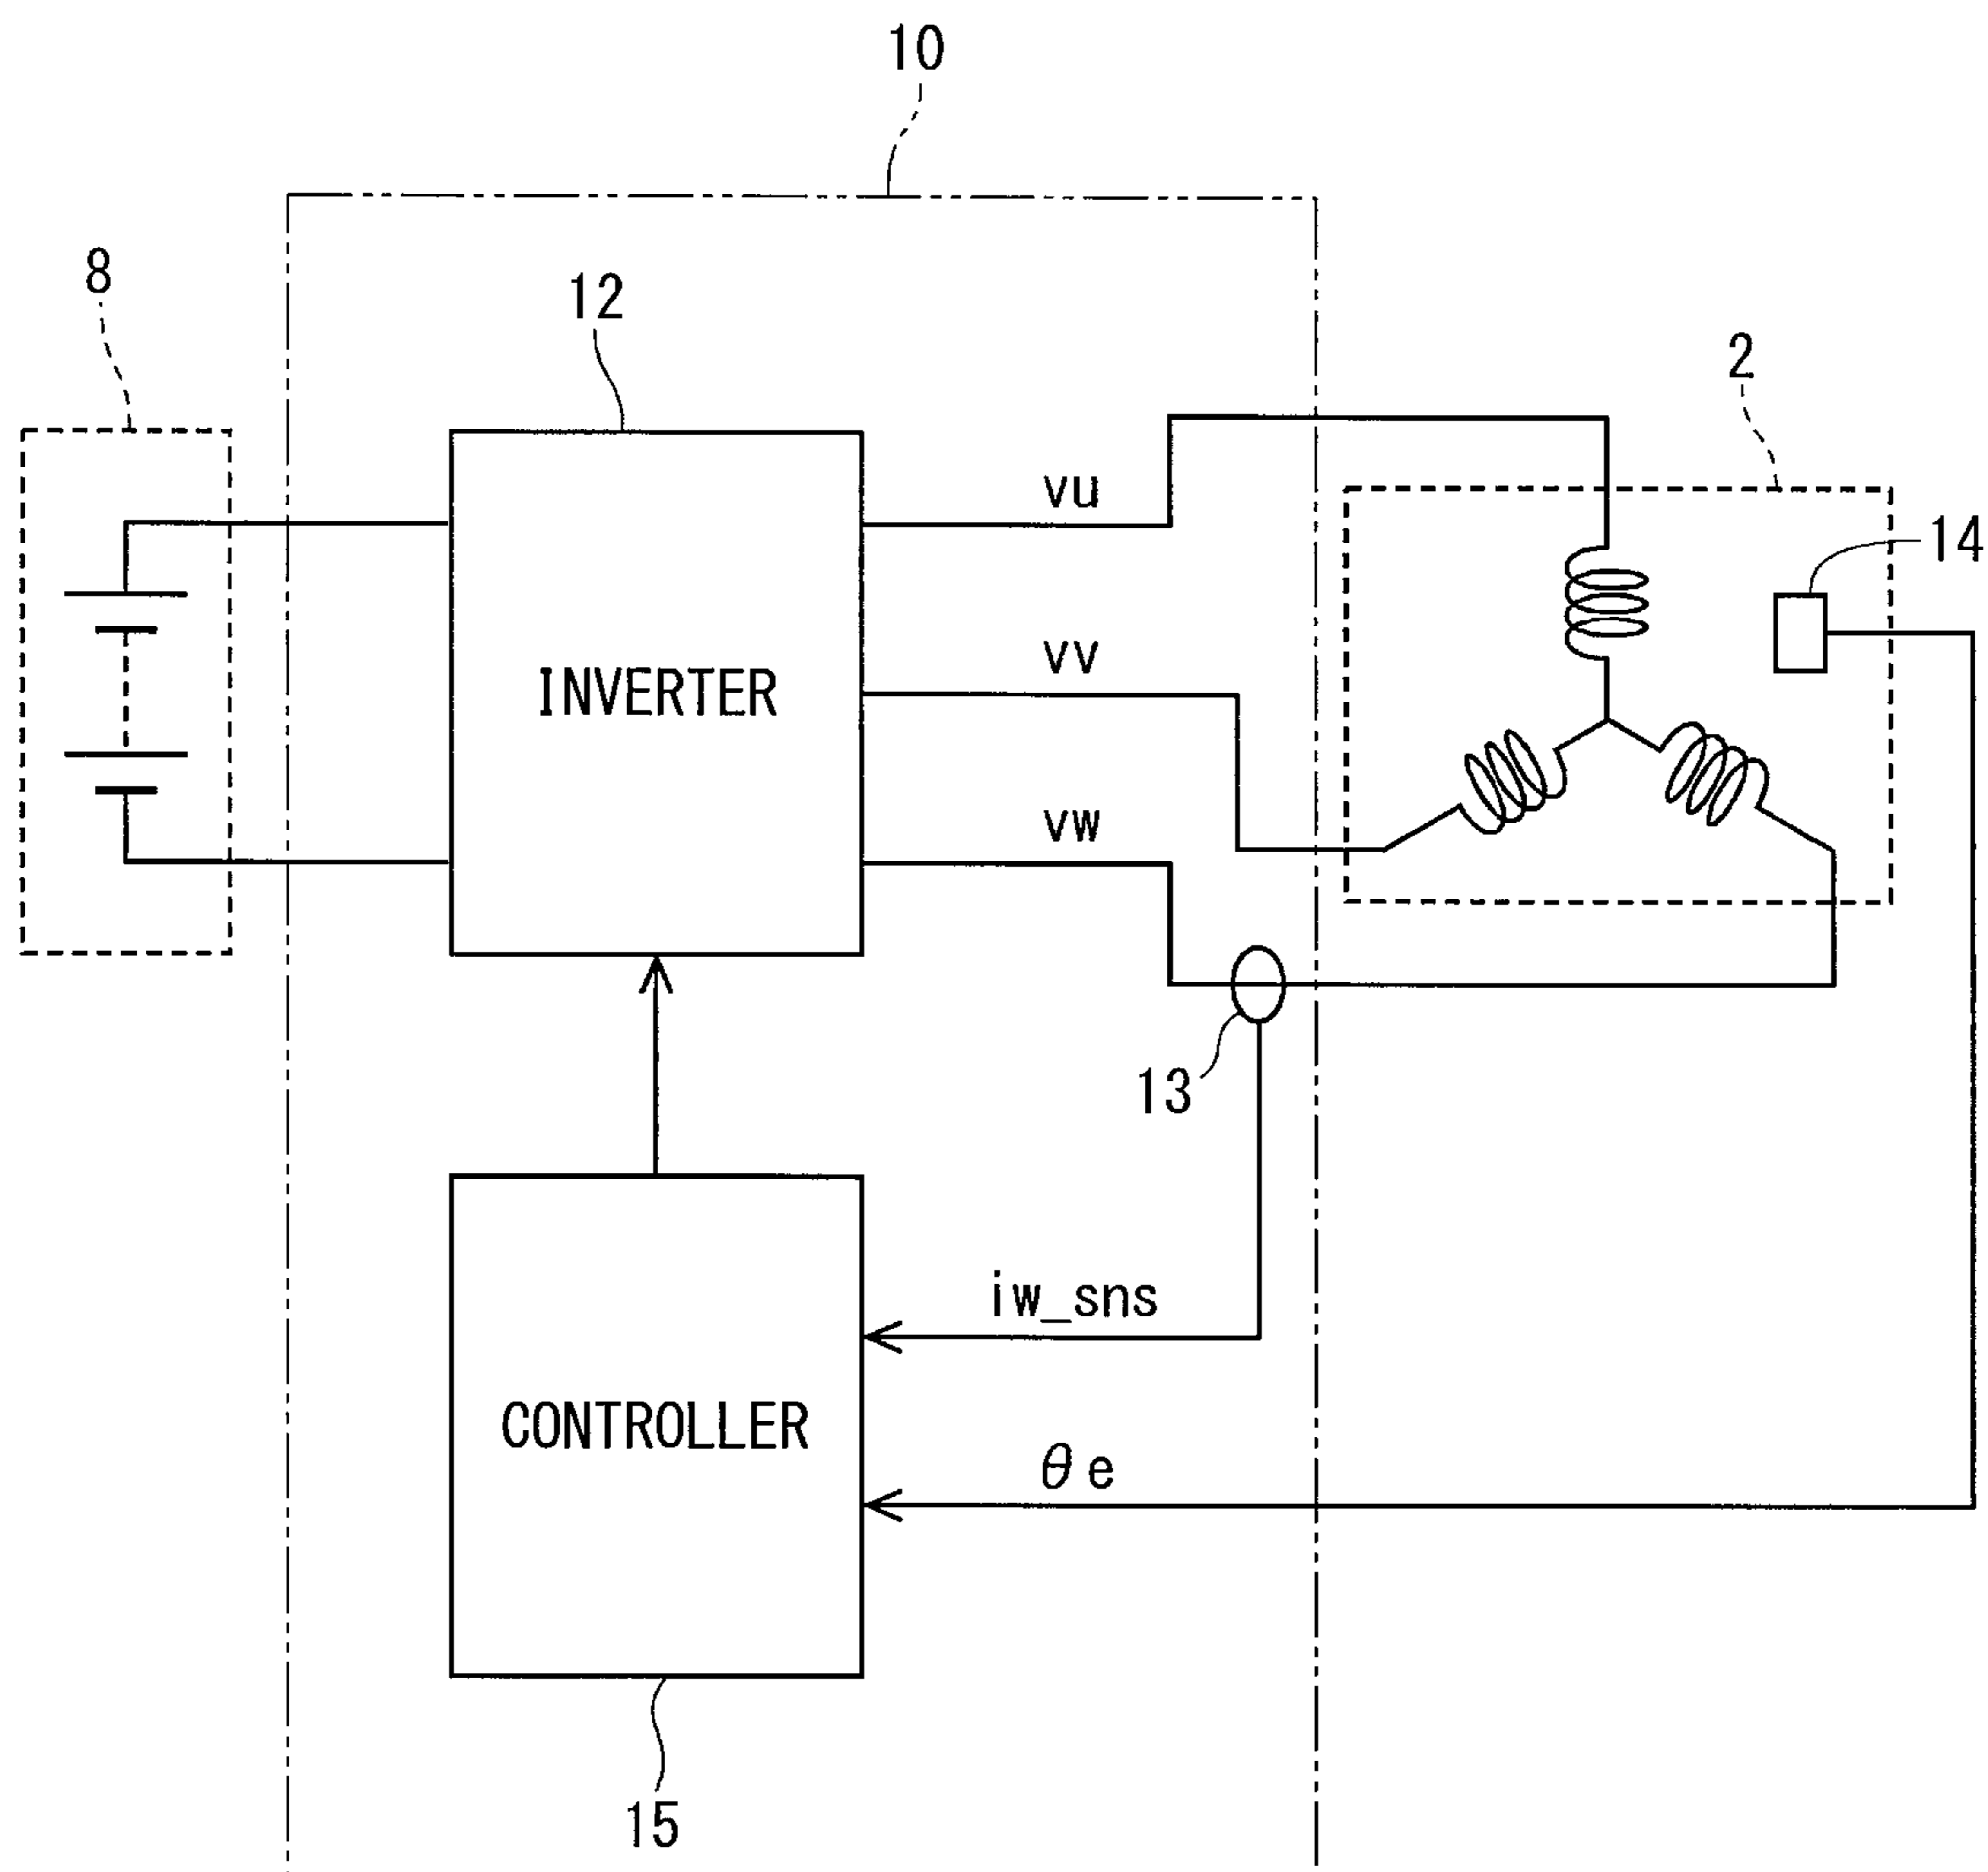 10
8
12
2
vu
14
INVERTER
vv
vw
13
iw_sns
CONTROLLER
θe
15